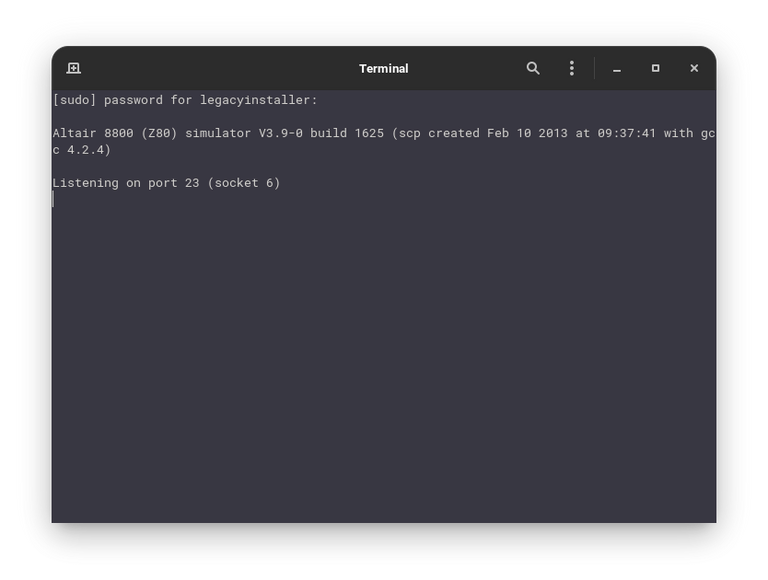 Terminal
[sudo] password for legacyinstaller:
Altair 8800 (Z80) simulator V3.9-0 build 1625 (scp created Feb 10 2013 at 09:37:41 with gc
c 4.2.4)
Listening on port 23 (socket 6)